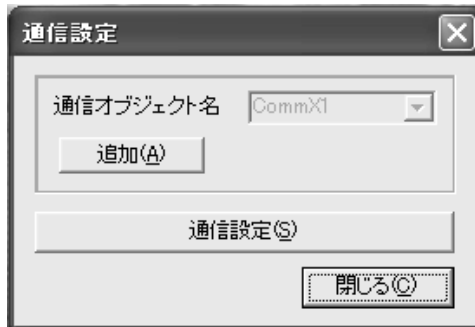 通信設定
通信オブジェクト名 CommX1
追加(A)
通信設定(S)
閉じる(C)